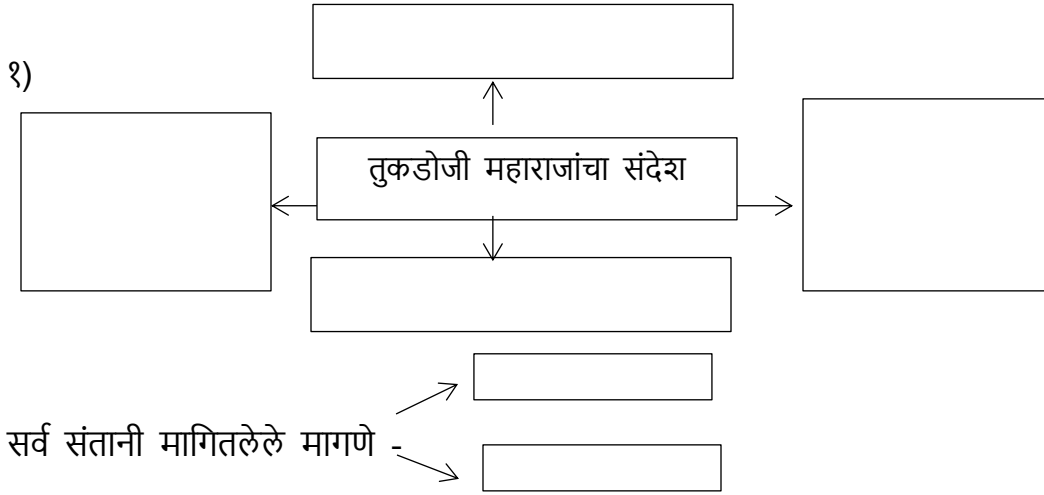 १)
तुकडोजी महाराजांचा संदेश
सर्व संतानी मागितलेले मागणे -